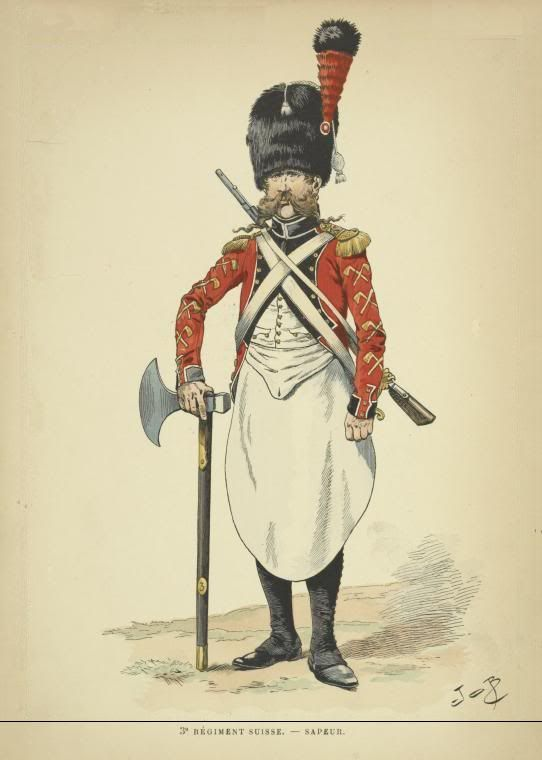 JOB
3ᵉ RÉGIMENT SUISSE. — SAPEUR.